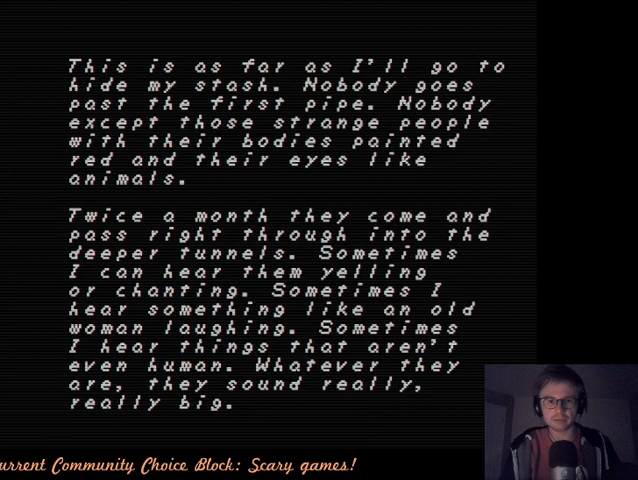 This is as far as I'll go to
hide my stash. Nobody goes
past the first pipe. Nobody
except those strange people
with their bodies painted
red and their eyes like
animals.
Twice a month they come and
pass right through into the
deeper tunnels. Sometimes
I can hear them yelling
or chanting. Sometimes I
hear something like an old
woman laughing. Sometimes
I hear things that aren't
even human. Whatever they
are, they sound really,
really big.
urrent Community Choice Block: Scary games!